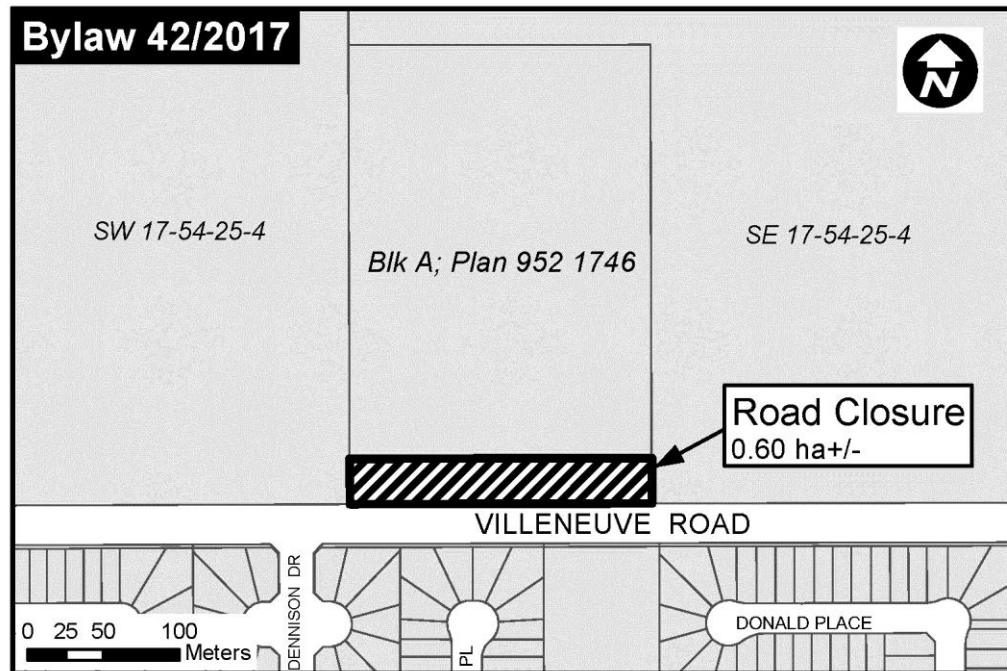 Bylaw 42/2017
N
SW 17-54-25-4
Blk A; Plan 952 1746
SE 17-54-25-4
Road Closure
0.60 ha+/-
VILLENEUVE ROAD
DENNISON DR
PL
DONALD PLACE
0 25 50 100
Meters